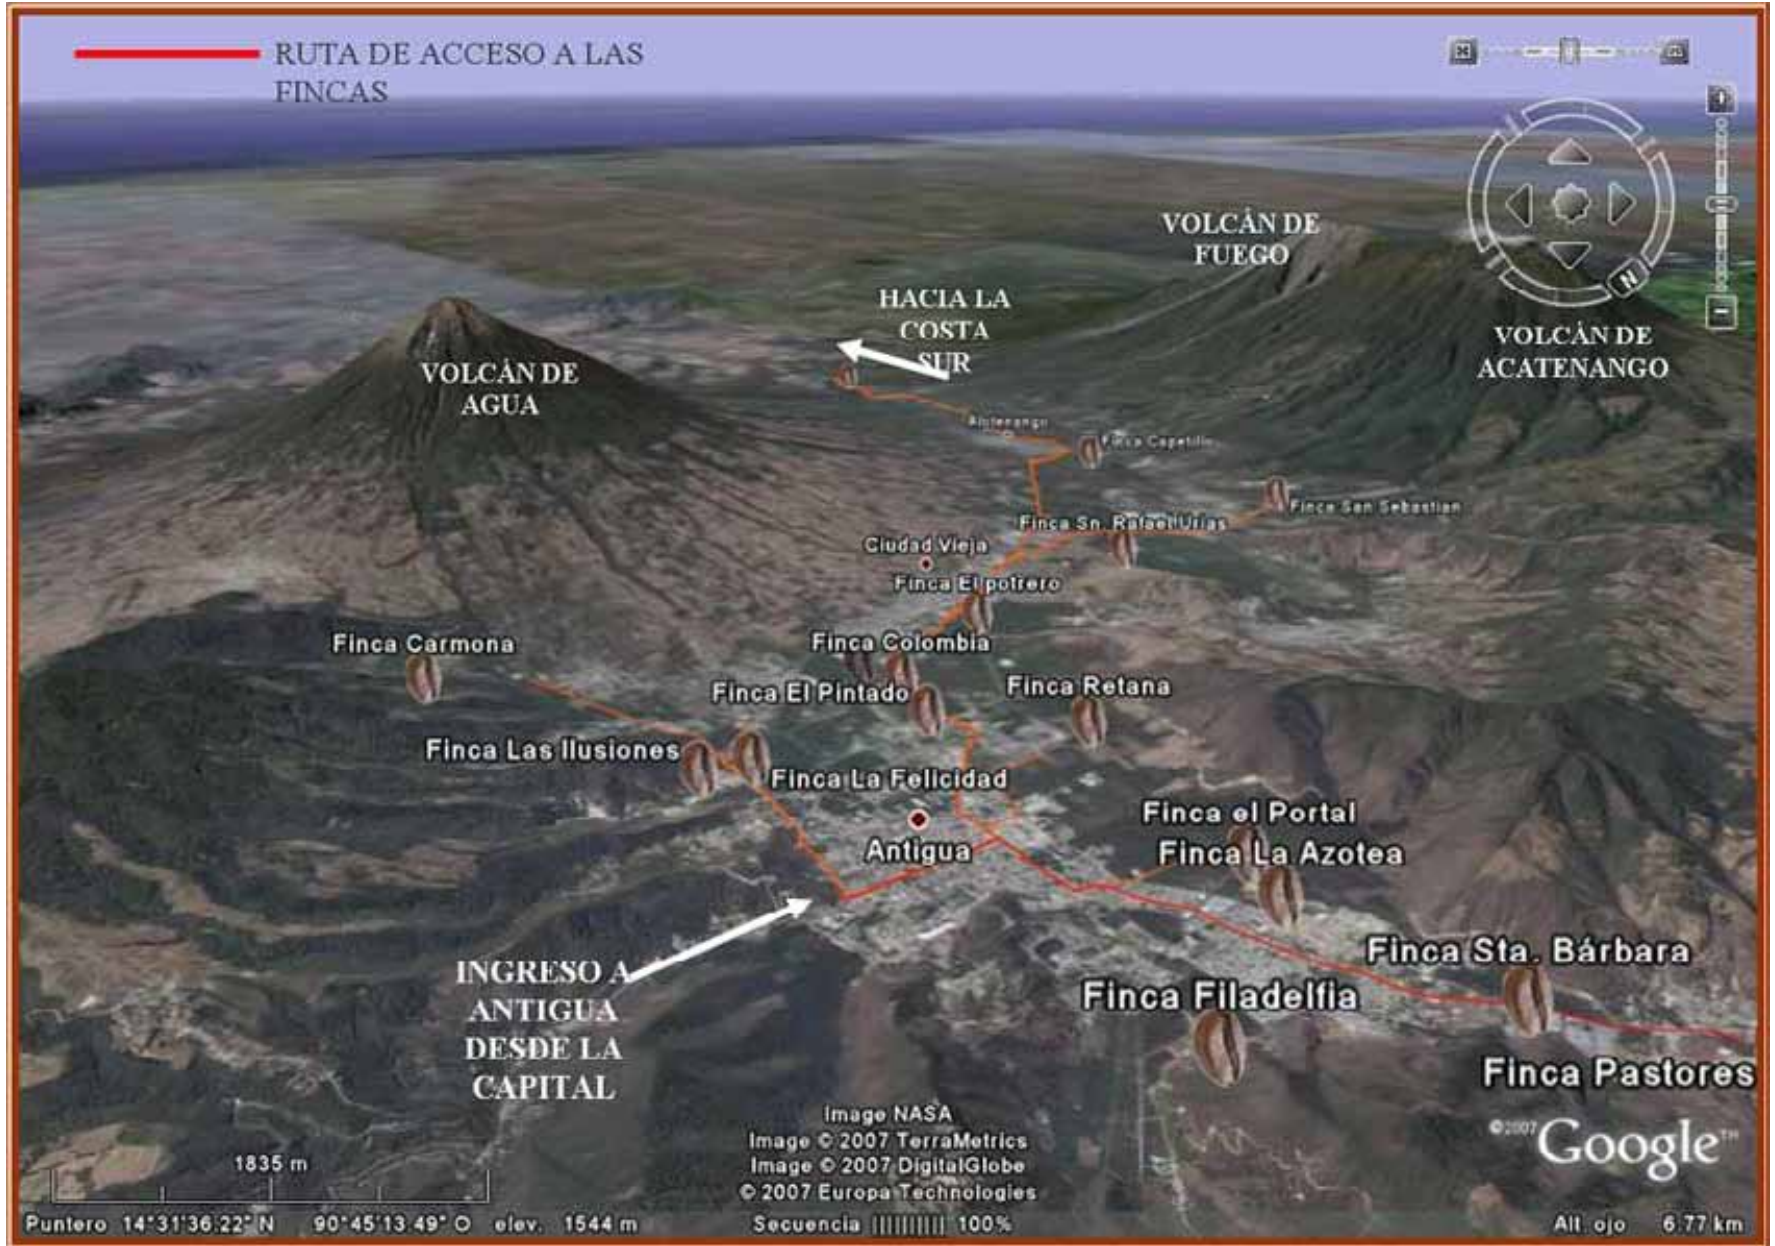 RUTA DE ACCESO A LAS
FINCAS
VOLCÁN DE
FUEGO
N
HACIA LA
COSTA
SUR
VOLCÁN DE
ACATENANGO
VOLCÁN DE
AGUA
Alotenango
Finca Capetillo
Finca San Sebastian
Finca Sn. Rafael Urías
Ciudad Vieja
Finca El potrero
Finca Carmona
Finca Colombia
Finca El Pintado
Finca Retana
Finca Las Ilusiones
Finca La Felicidad
Finca el Portal
Antigua
Finca La Azotea
Finca Sta. Bárbara
INGRESO A
ANTIGUA
DESDE LA
CAPITAL
Finca Filadelfia
Finca Pastores
Image NASA
Image © 2007 TerraMetrics
Image © 2007 DigitalGlobe
© 2007 Europa Technologies
©2007 Google™
1835 m
Puntero 14°31'36.22" N 90°45'13.49" O elev. 1544 m
Secuencia |||||||||| 100%
Alt. ojo 6.77 km